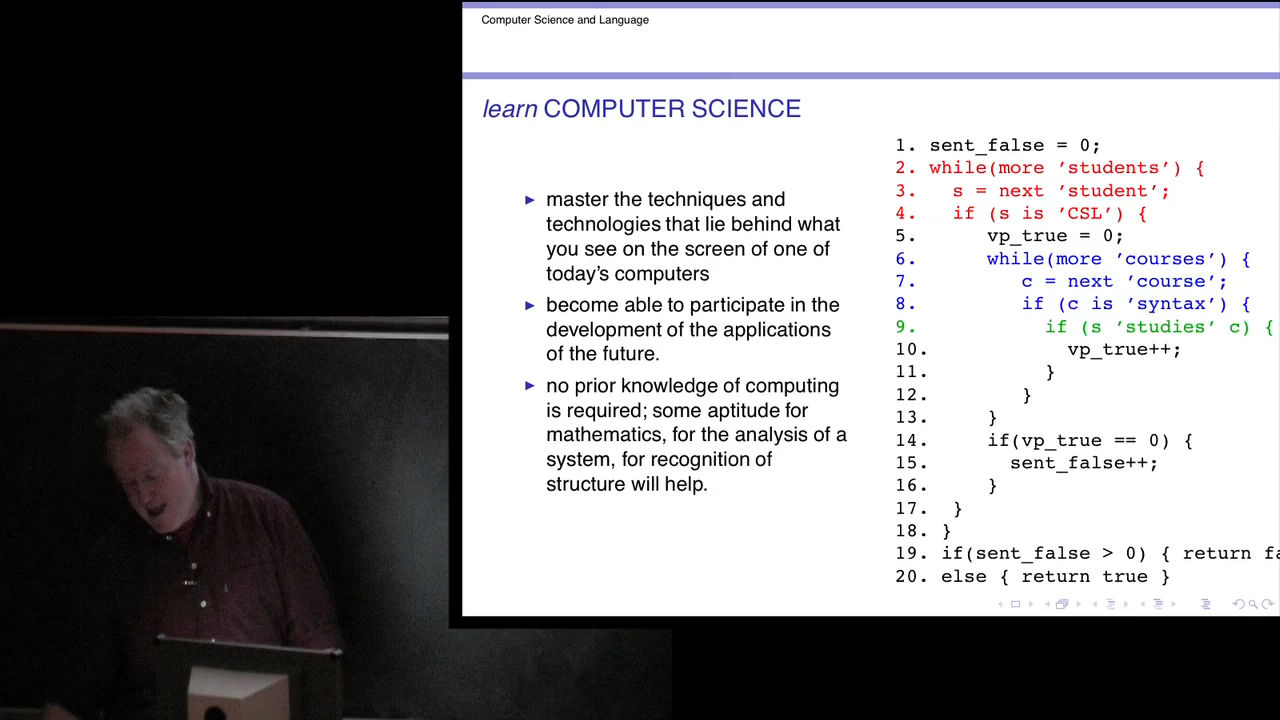 Computer Science and Language
learn COMPUTER SCIENCE
master the techniques and
technologies that lie behind what
you see on the screen of one of
today's computers
become able to participate in the
development of the applications
of the future.
no prior knowledge of computing
is required; some aptitude for
mathematics, for the analysis of a
system, for recognition of
structure will help.
1. sent_false = 0;
2. while(more 'students') {
3. s = next 'student';
4. if (s is 'CSL') {
5. vp_true = 0;
6. while(more 'courses') {
7. c = next 'course';
8. if (c is 'syntax') {
9. if (s 'studies' c) {
10. vp_true++;
11. }
12. }
13. }
14. if(vp_true == 0) {
15. sent_false++;
16. }
17. }
18. }
19. if(sent_false > 0) { return fa
20. else { return true }